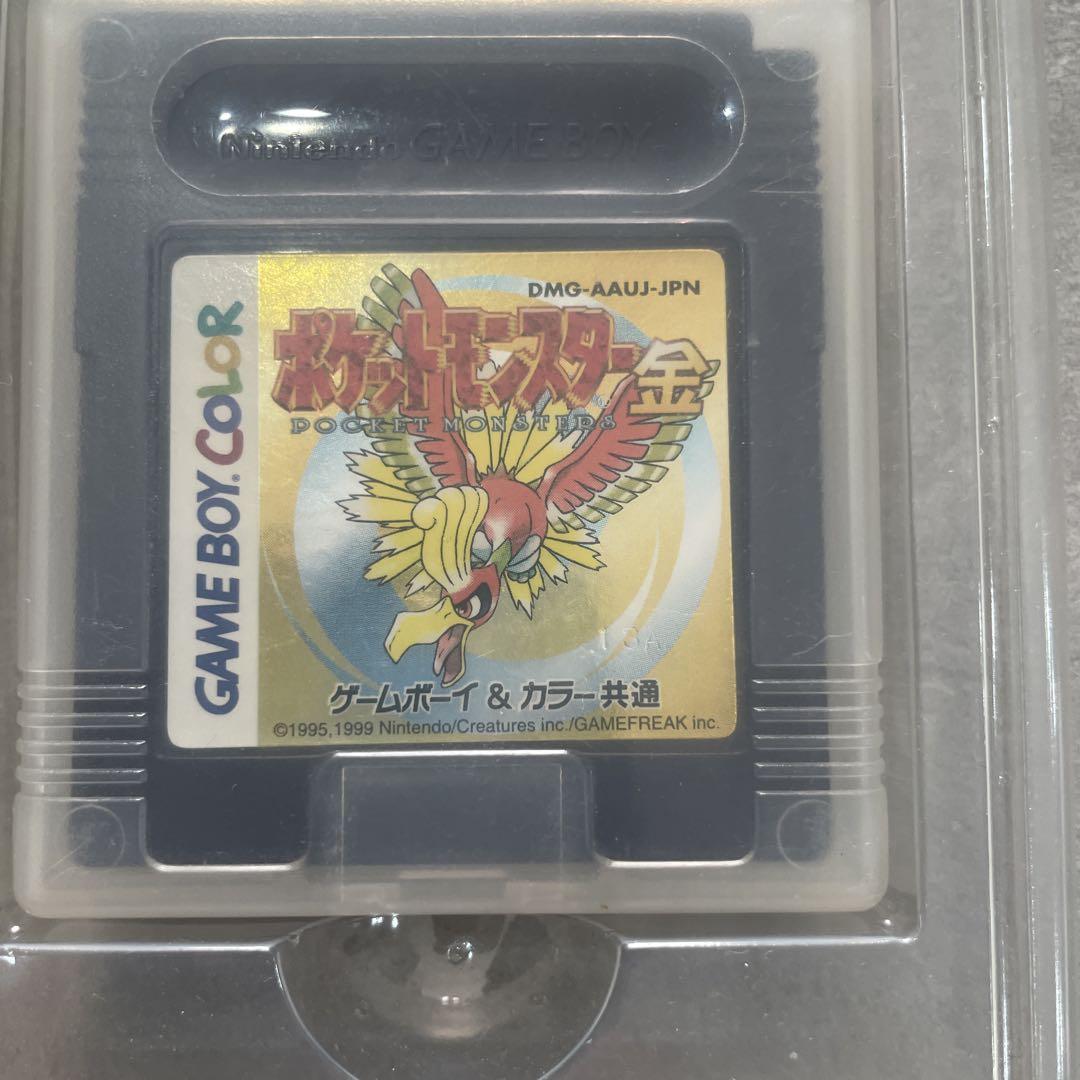 Nintendo GAME BOY
DMG-AAUJ-JPN
ポケットモンスター金
POCKET MONSTERS
GAME BOY COLOR
ゲームボーイ & カラー共通
©1995,1999 Nintendo/Creatures inc./GAMEFREAK inc.